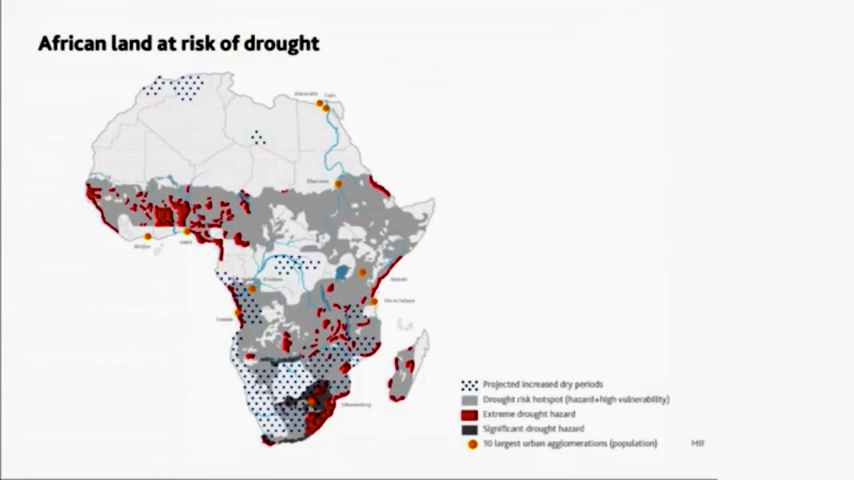 African land at risk of drought
Cairo
Khartoum
Abidjan
Lagos
Kinshasa
Nairobi
Dar es Salaam
Luanda
Johannesburg
Projected increased dry periods
Drought risk hotspot (hazard+high vulnerability)
Extreme drought hazard
Significant drought hazard
10 largest urban agglomerations (population)